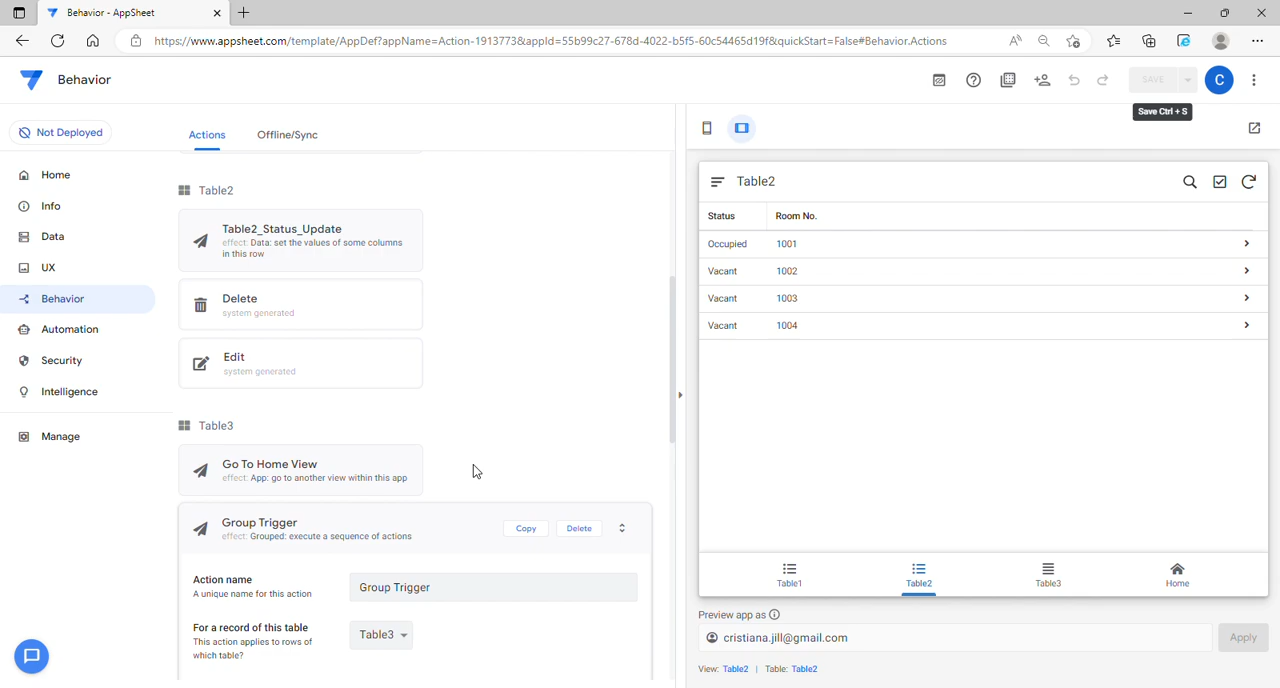 Behavior - AppSheet
https://www.appsheet.com/template/AppDef?appName=Action-1913773&appId=55b99c27-678d-4022-b5f5-60c54465d19f&quickStart=False#Behavior.Actions
Behavior
SAVE
C
Save Ctrl + S
Not Deployed
Actions
Offline/Sync
Home
Info
Data
UX
Behavior
Automation
Security
Intelligence
Manage
Table2
Table2_Status_Update
effect: Data: set the values of some columns
in this row
Delete
system generated
Edit
system generated
Table3
Go To Home View
effect: App: go to another view within this app
Group Trigger
effect: Grouped: execute a sequence of actions
Copy
Delete
Action name
A unique name for this action
Group Trigger
For a record of this table
This action applies to rows of
which table?
Table3
Table2
Status Room No.
Occupied 1001
Vacant 1002
Vacant 1003
Vacant 1004
Table1
Table2
Table3
Home
Preview app as
cristiana.jill@gmail.com
Apply
View: Table2 | Table: Table2